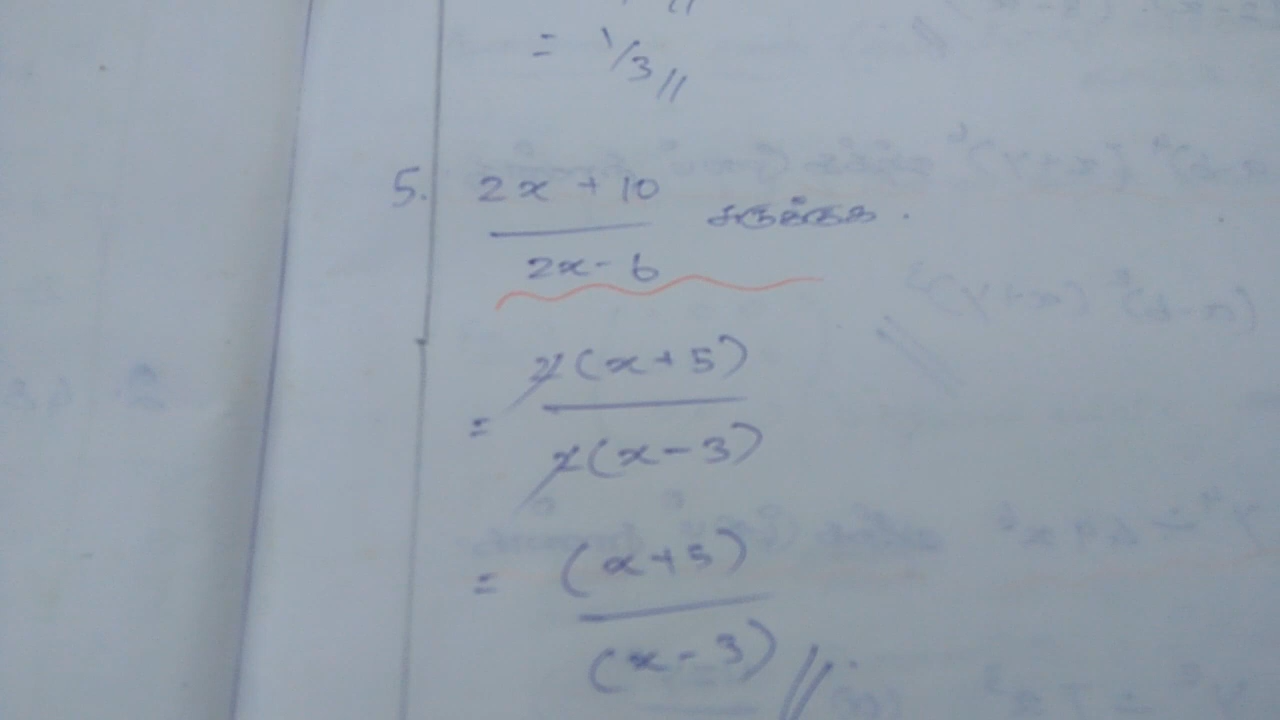 = 1/3 //
5. (2x + 10)/(2x - 6) சுருக்குக .
= 2(x + 5)/2(x - 3)
= (x + 5)/(x - 3) //